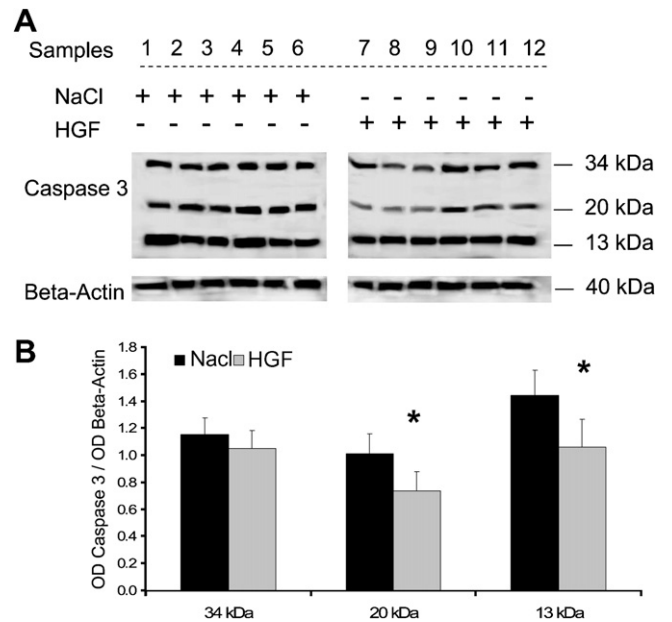 A
Samples 1 2 3 4 5 6 7 8 9 10 11 12
NaCl + + + + + + - - - - - -
HGF - - - - - - + + + + + +
Caspase 3
— 34 kDa
— 20 kDa
— 13 kDa
Beta-Actin — 40 kDa
B
OD Caspase 3 / OD Beta-Actin
1.8
1.6
1.4
1.2
1.0
0.8
0.6
0.4
0.2
0.0
Nacl HGF
*
*
34 kDa 20 kDa 13 kDa